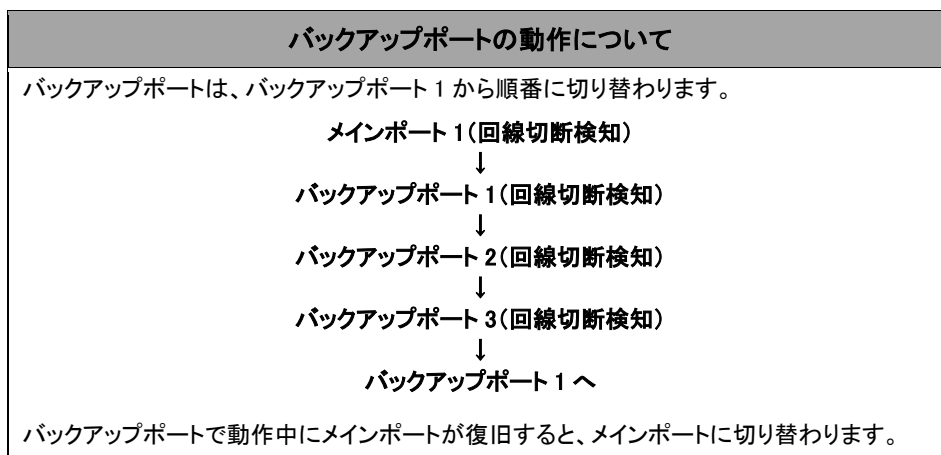 バックアップポートの動作について
バックアップポートは、バックアップポート 1 から順番に切り替わります。
メインポート 1（回線切断検知）
↓
バックアップポート 1（回線切断検知）
↓
バックアップポート 2（回線切断検知）
↓
バックアップポート 3（回線切断検知）
↓
バックアップポート 1 へ
バックアップポートで動作中にメインポートが復旧すると、メインポートに切り替わります。